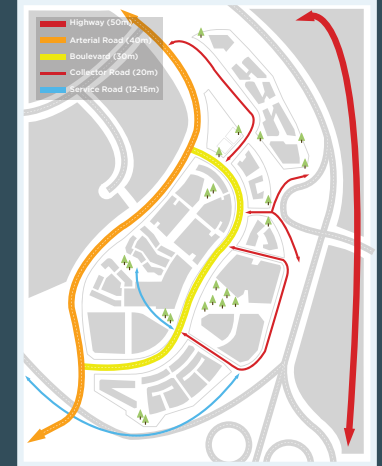 Highway (50m)
Arterial Road (40m)
Boulevard (30m)
Collector Road (20m)
Service Road (12-15m)